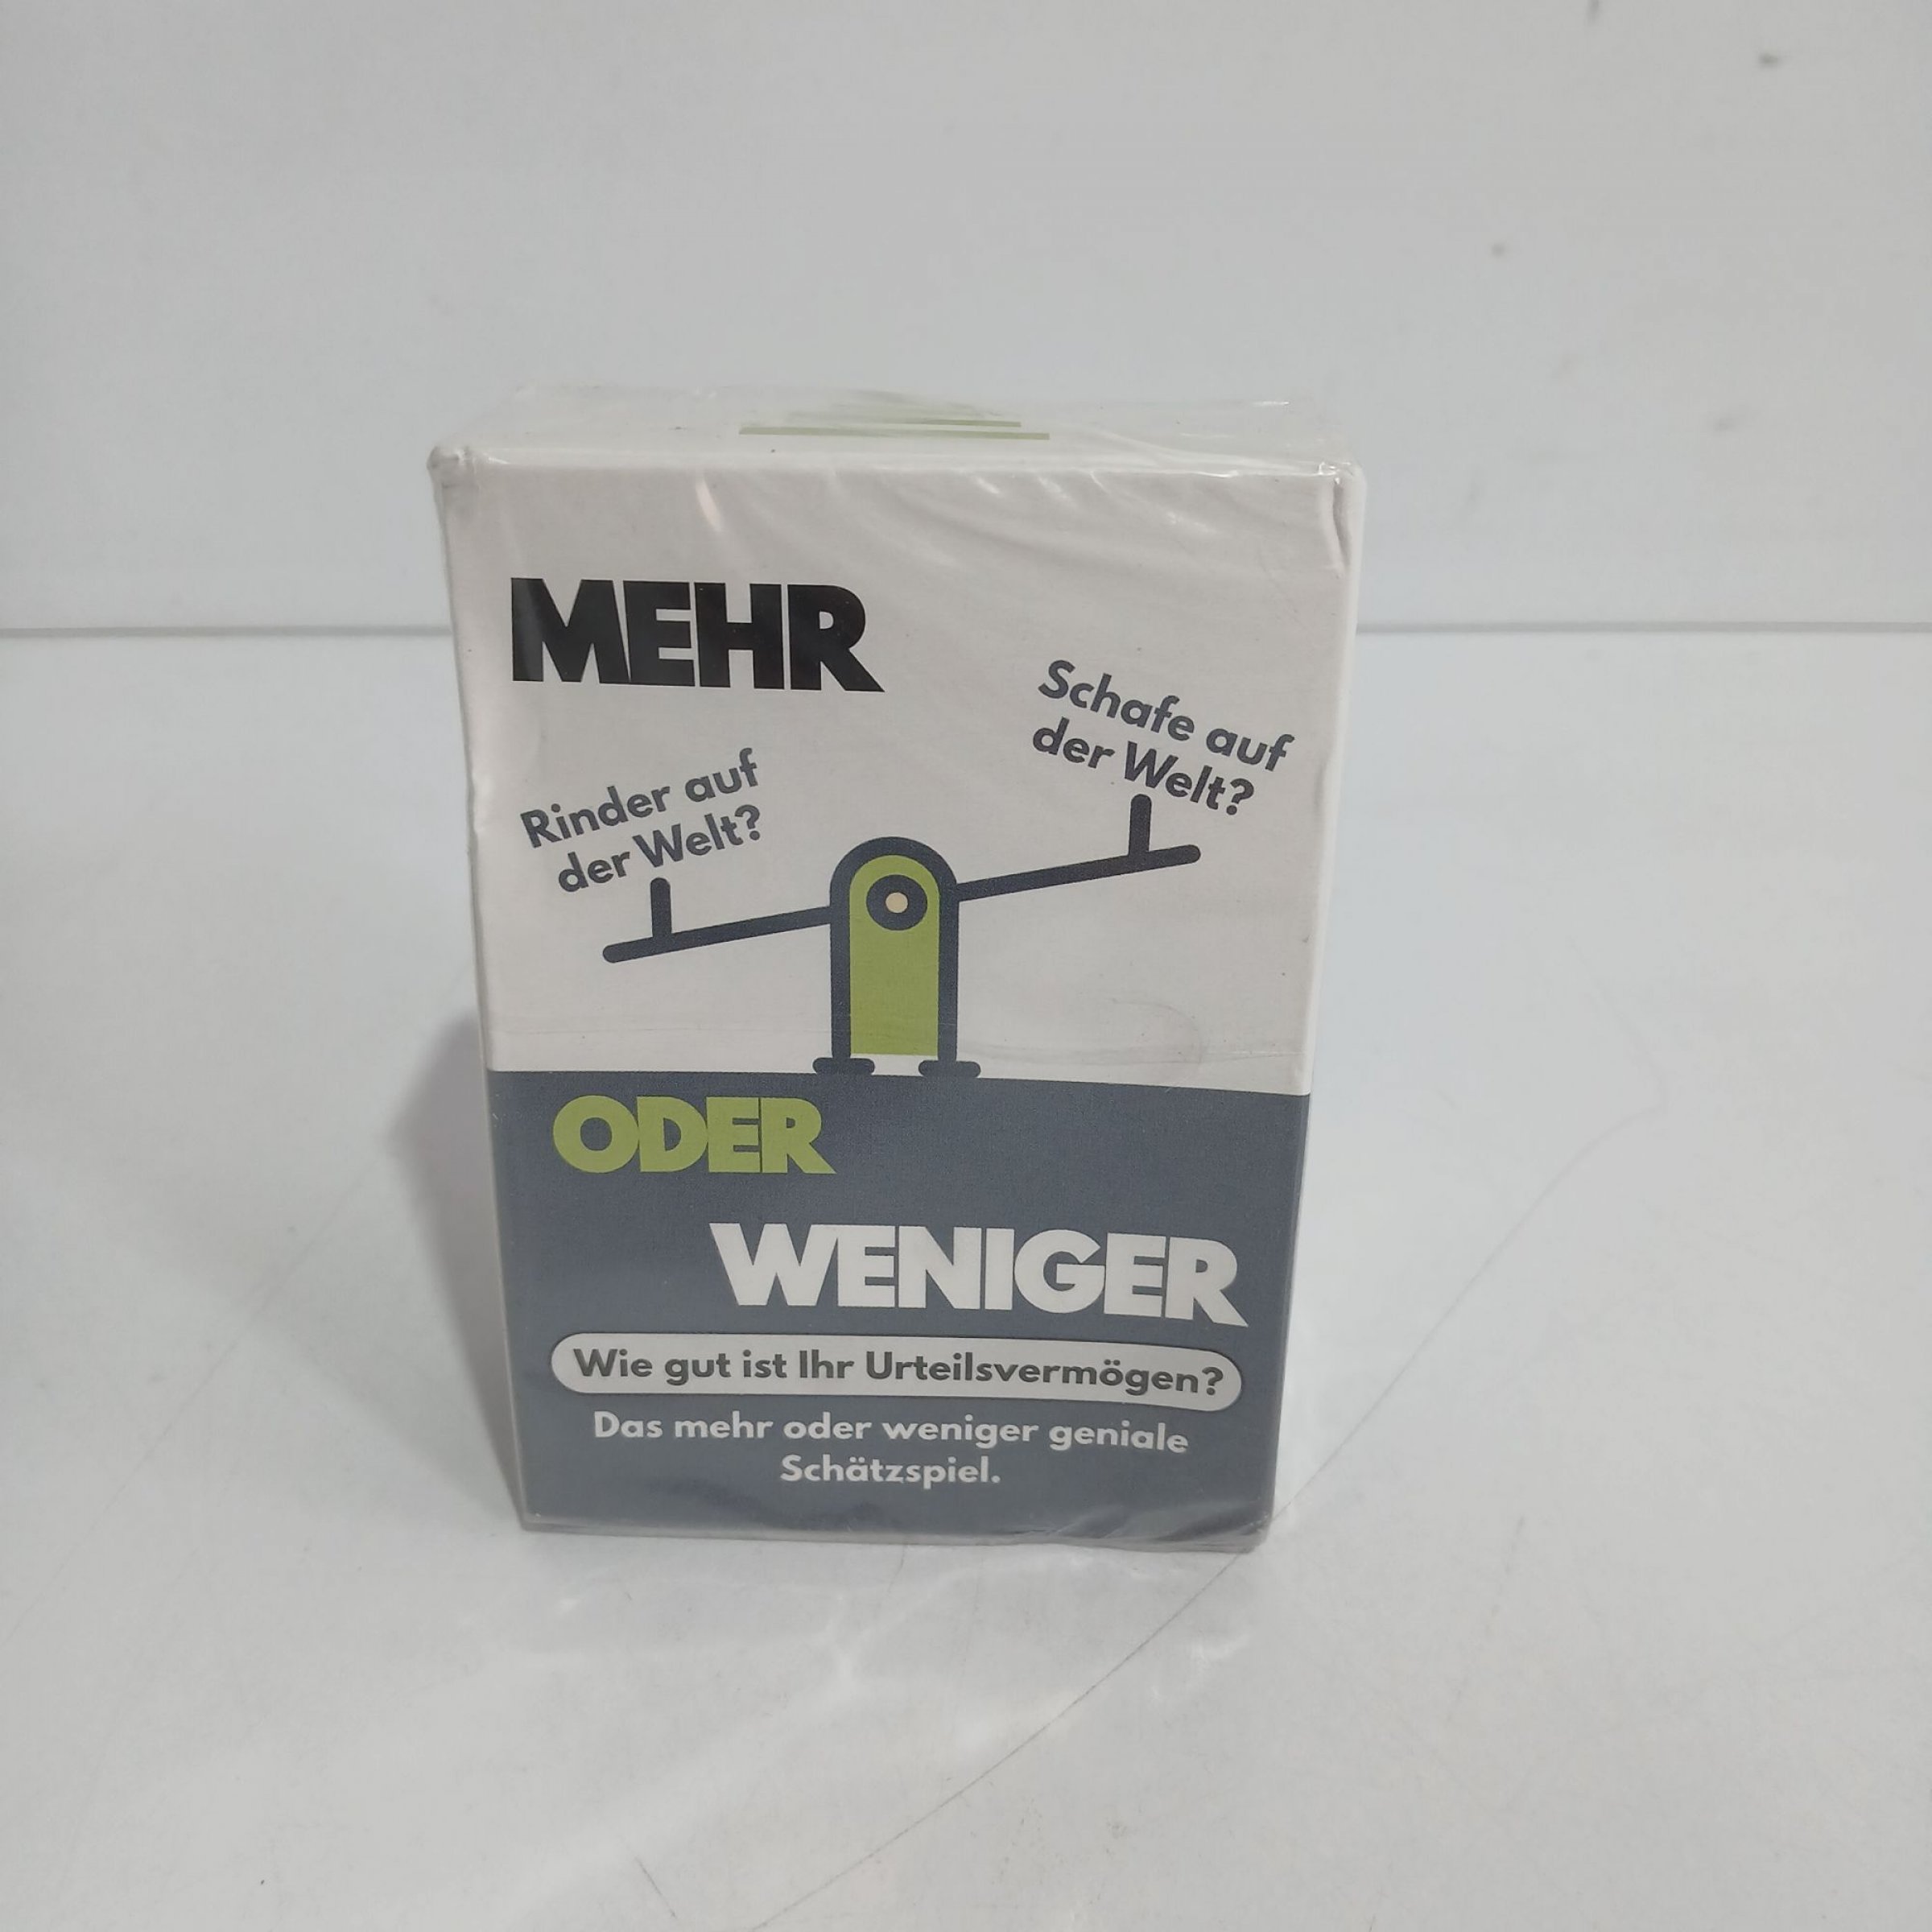 MEHR
Schafe auf
der Welt?
Rinder auf
der Welt?
ODER
WENIGER
Wie gut ist Ihr Urteilsvermögen?
Das mehr oder weniger geniale
Schätzspiel.